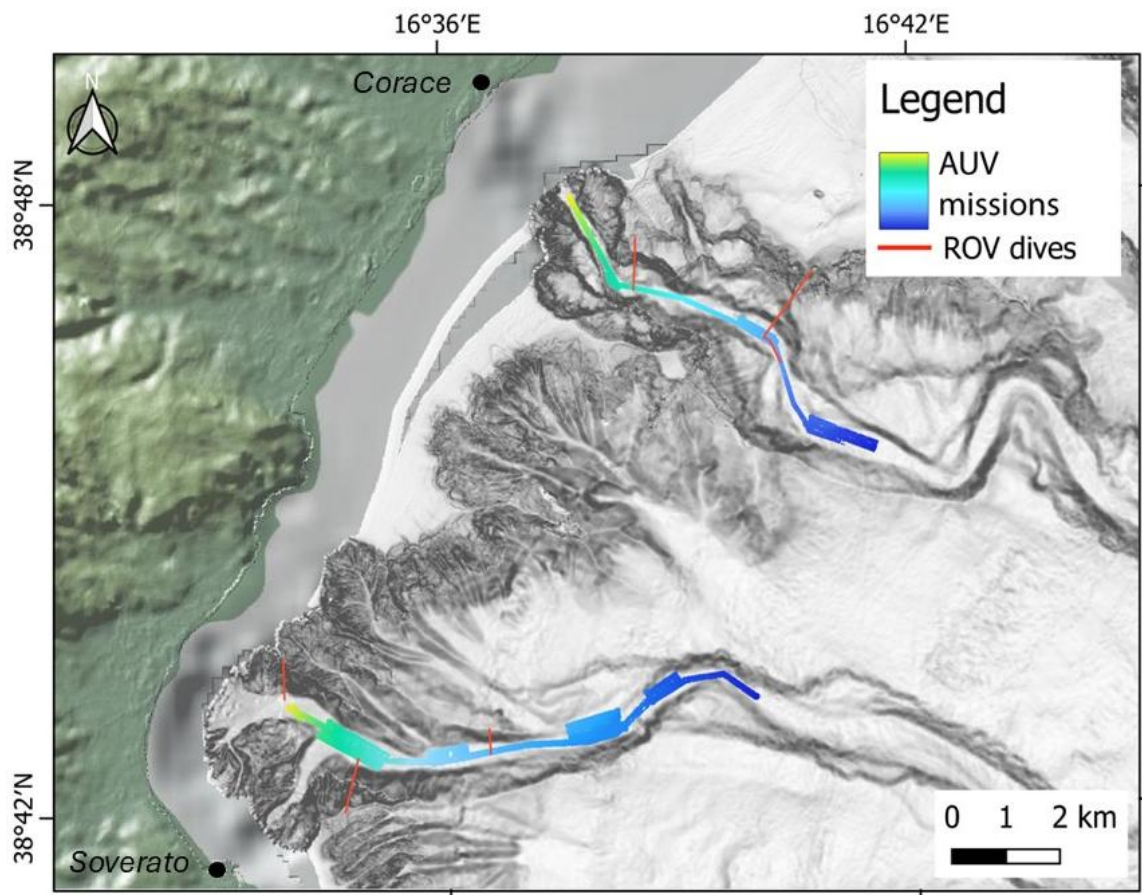 16°36′E
16°42′E
Corace
N
Legend
AUV
missions
ROV dives
38°48′N
38°42′N
Soverato
0 1 2 km